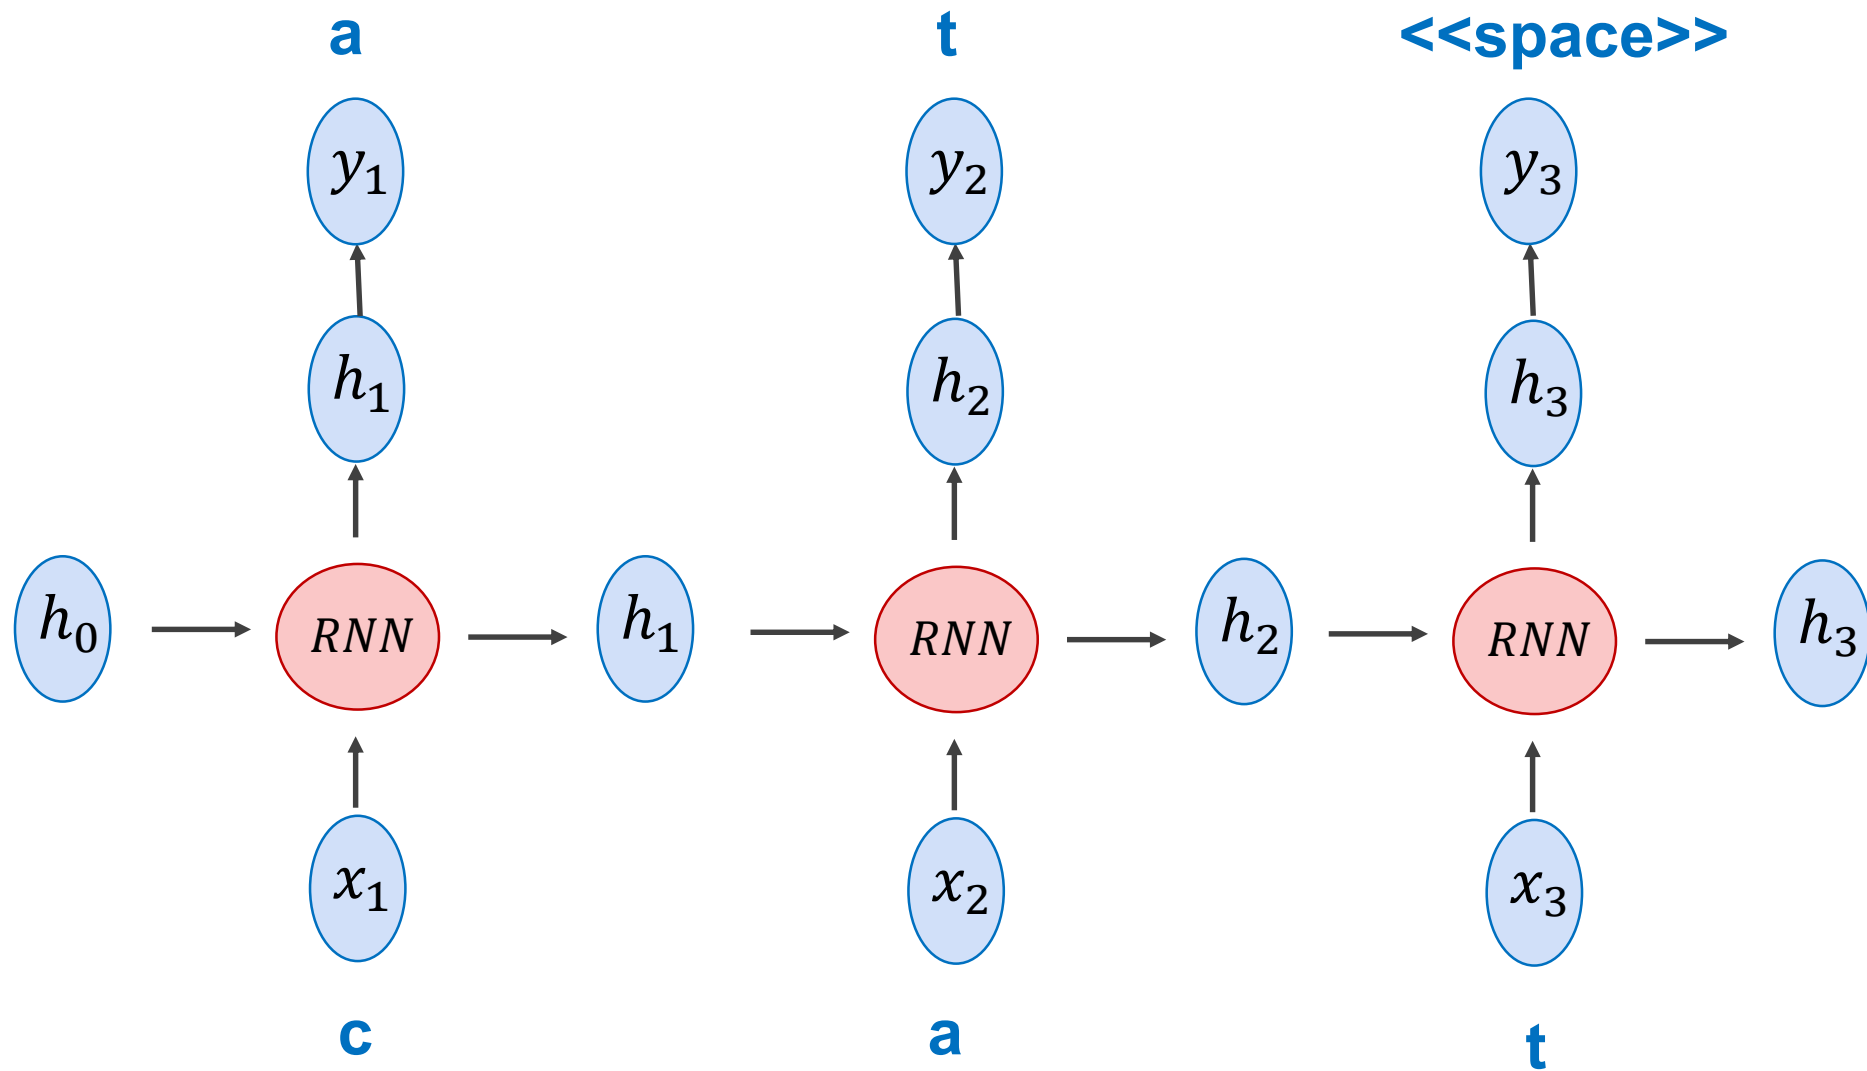 a t <<space>>
y₁ y₂ y₃
h₁ h₂ h₃
h₀ RNN h₁ RNN h₂ RNN h₃
x₁ x₂ x₃
c a t